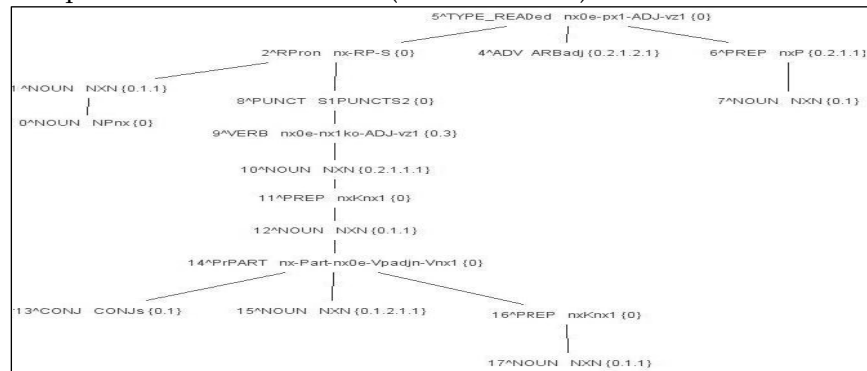 5^TYPE_READed nx0e-px1-ADJ-vz1 {0}
2^RPron nx-RP-S {0}
4^ADV ARBadj {0.2.1.2.1}
6^PREP nxP {0.2.1.1}
1^NOUN NXN {0.1.1}
8^PUNCT S1PUNCTS2 {0}
7^NOUN NXN {0.1}
0^NOUN NPnx {0}
9^VERB nx0e-nx1ko-ADJ-vz1 {0.3}
10^NOUN NXN {0.2.1.1.1}
11^PREP nxKnx1 {0}
12^NOUN NXN {0.1.1}
14^PrPART nx-Part-nx0e-Vpadjn-Vnx1 {0}
13^CONJ CONJs {0.1}
15^NOUN NXN {0.1.2.1.1}
16^PREP nxKnx1 {0}
17^NOUN NXN {0.1.1}